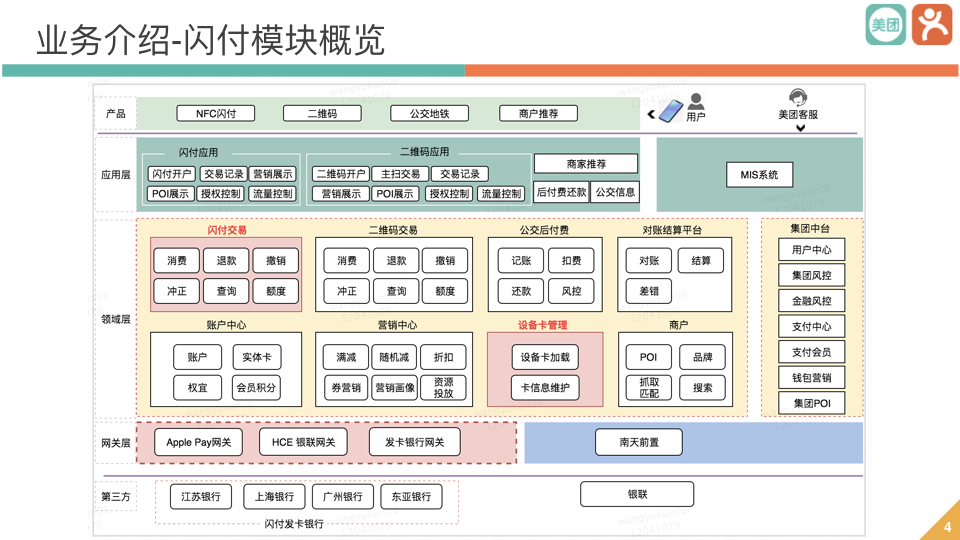 业务介绍-闪付模块概览
美团
产品
NFC闪付
二维码
公交地铁
商户推荐
用户
美团客服
应用层
闪付应用
闪付开户
交易记录
营销展示
POI展示
授权控制
流量控制
二维码应用
二维码开户
主扫交易
交易记录
营销展示
POI展示
授权控制
流量控制
商家推荐
后付费还款
公交信息
MIS系统
领域层
闪付交易
消费
退款
撤销
冲正
查询
额度
二维码交易
消费
退款
撤销
冲正
查询
额度
公交后付费
记账
扣费
还款
风控
对账结算平台
对账
结算
差错
集团中台
用户中心
集团风控
金融风控
支付中心
支付会员
钱包营销
集团POI
账户中心
账户
实体卡
权宜
会员积分
营销中心
满减
随机减
折扣
券营销
营销画像
资源
投放
设备卡管理
设备卡加载
卡信息维护
商户
POI
品牌
抓取
匹配
搜索
网关层
Apple Pay网关
HCE 银联网关
发卡银行网关
南天前置
第三方
江苏银行
上海银行
广州银行
东亚银行
闪付发卡银行
银联
4